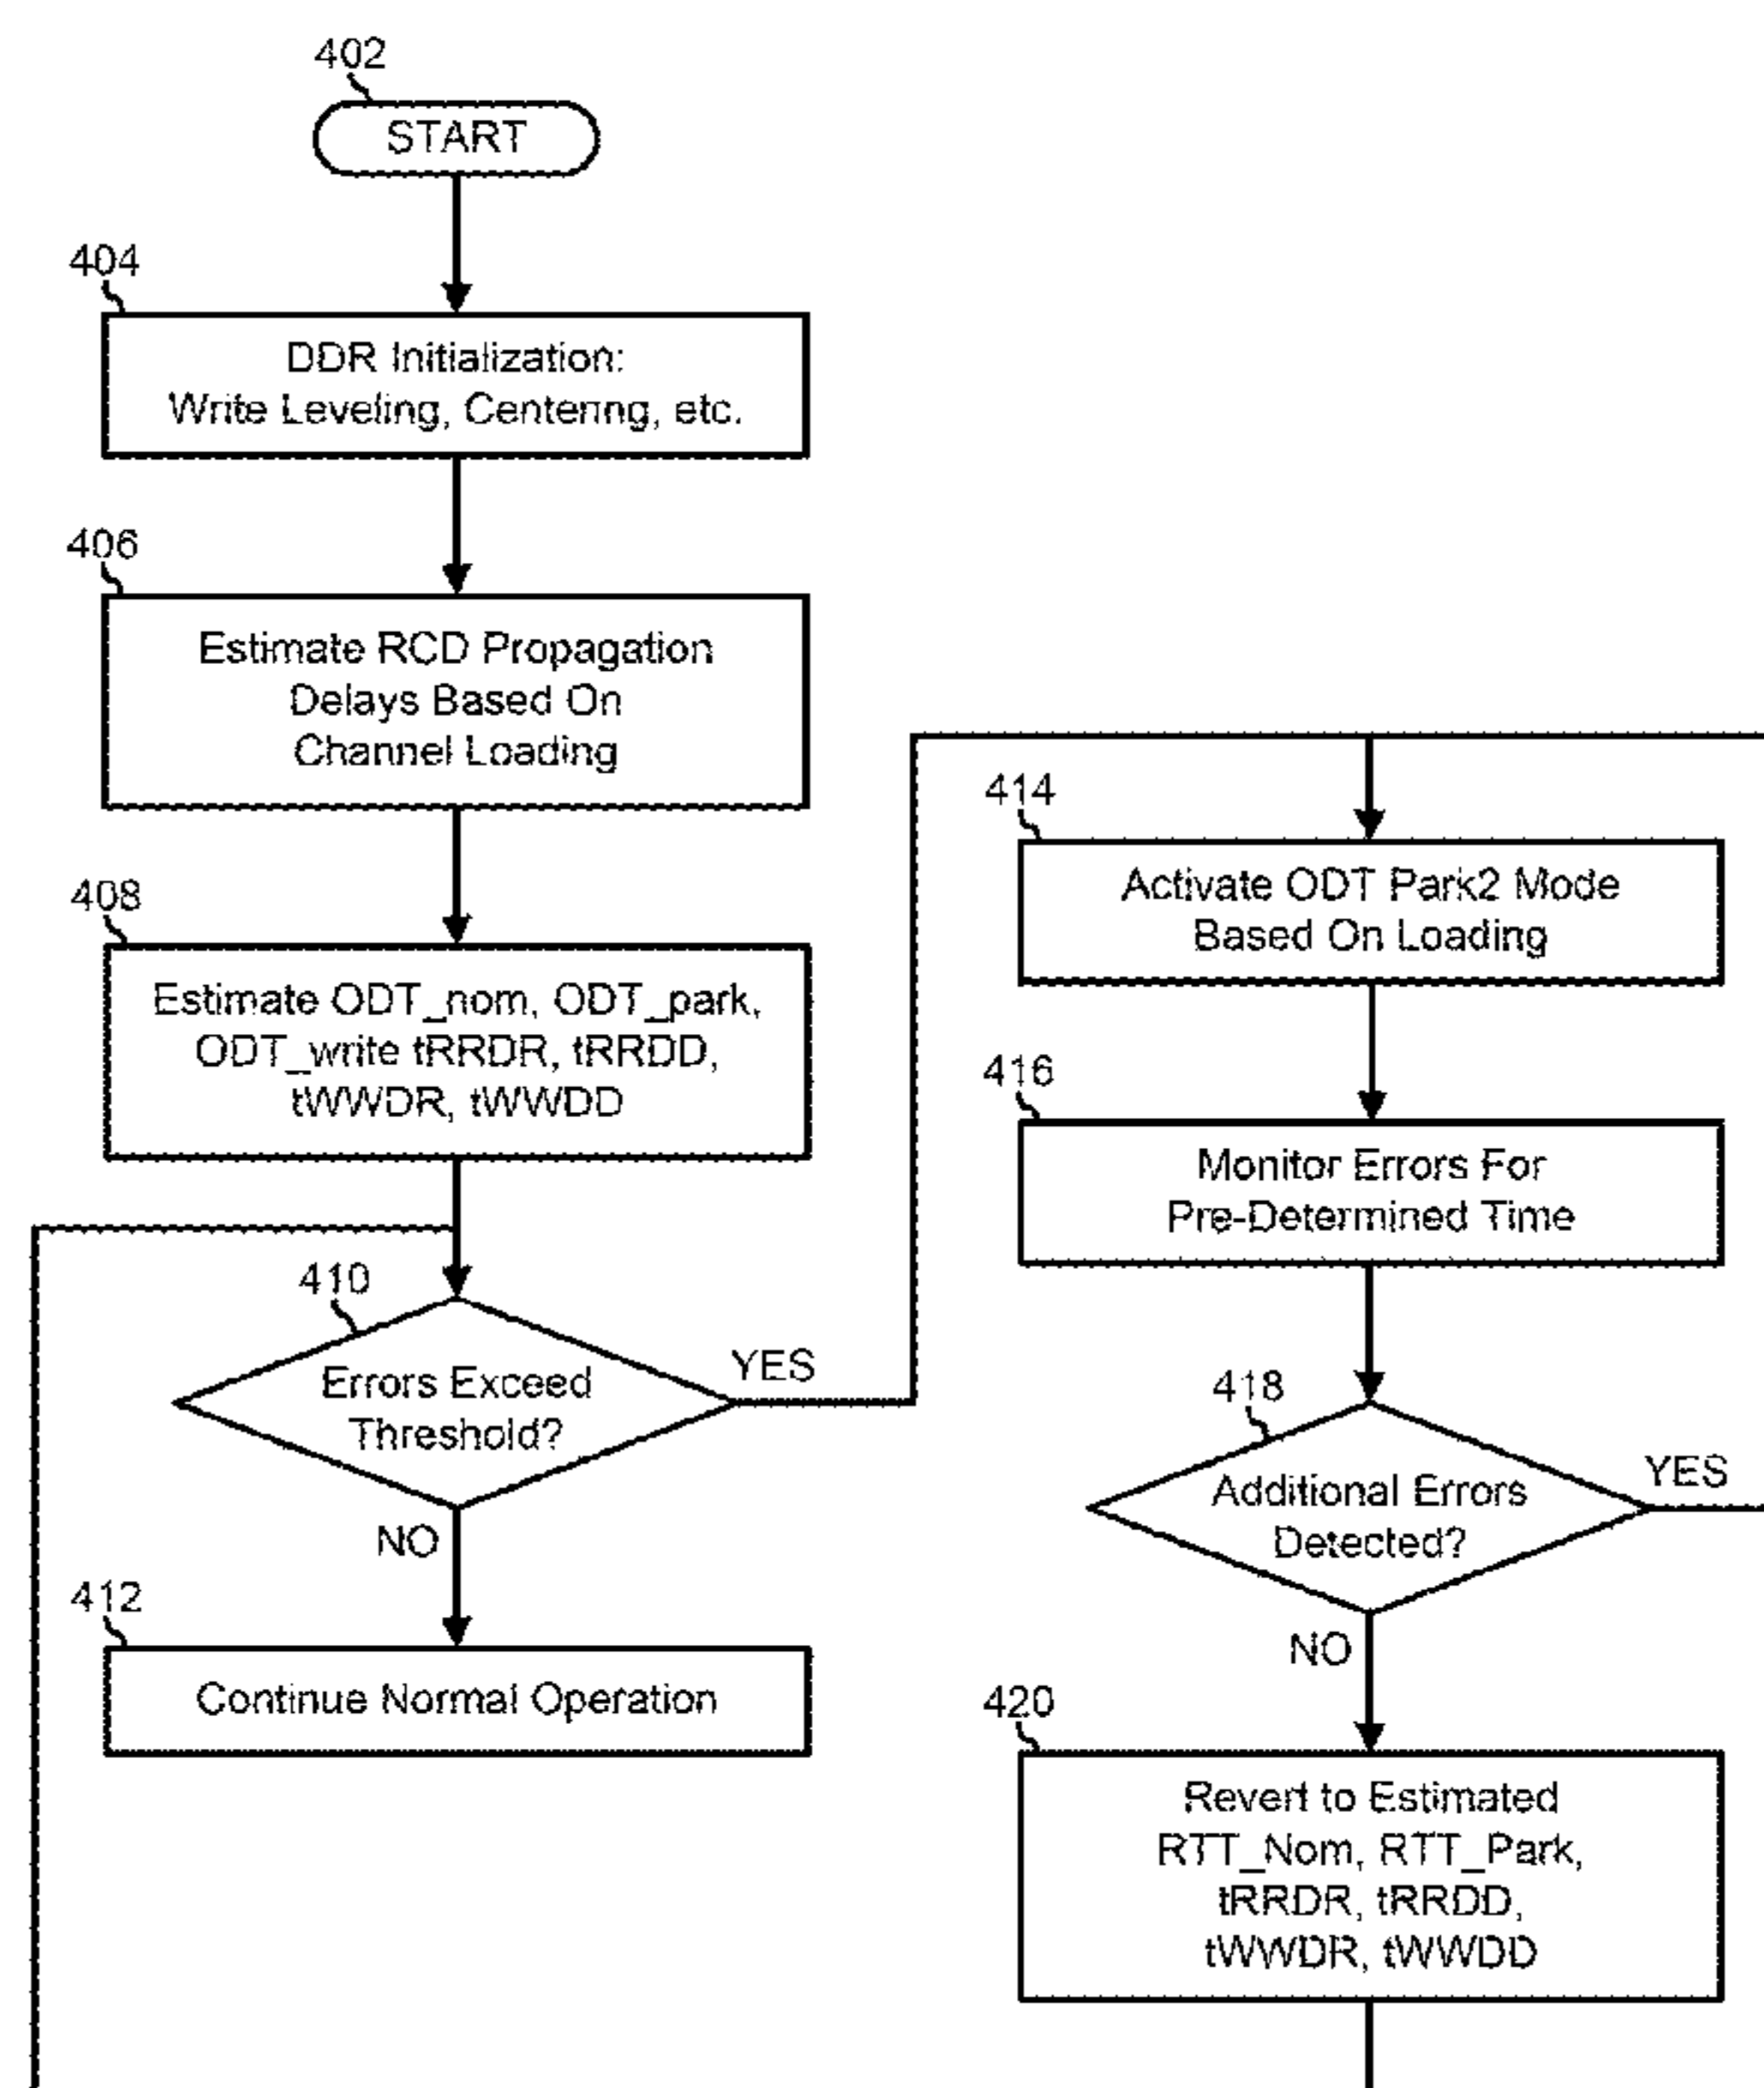 402
START
404
DDR Initialization:
Write Leveling, Centering, etc.
406
Estimate RCD Propagation
Delays Based On
Channel Loading
408
Estimate ODT_nom, ODT_park,
ODT_write tRRDR, tRRDD,
tWWDR, tWWDD
410
Errors Exceed
Threshold?
YES
NO
412
Continue Normal Operation
414
Activate ODT Park2 Mode
Based On Loading
416
Monitor Errors For
Pre-Determined Time
418
Additional Errors
Detected?
YES
NO
420
Revert to Estimated
RTT_Nom, RTT_Park,
tRRDR, tRRDD,
tWWDR, tWWDD